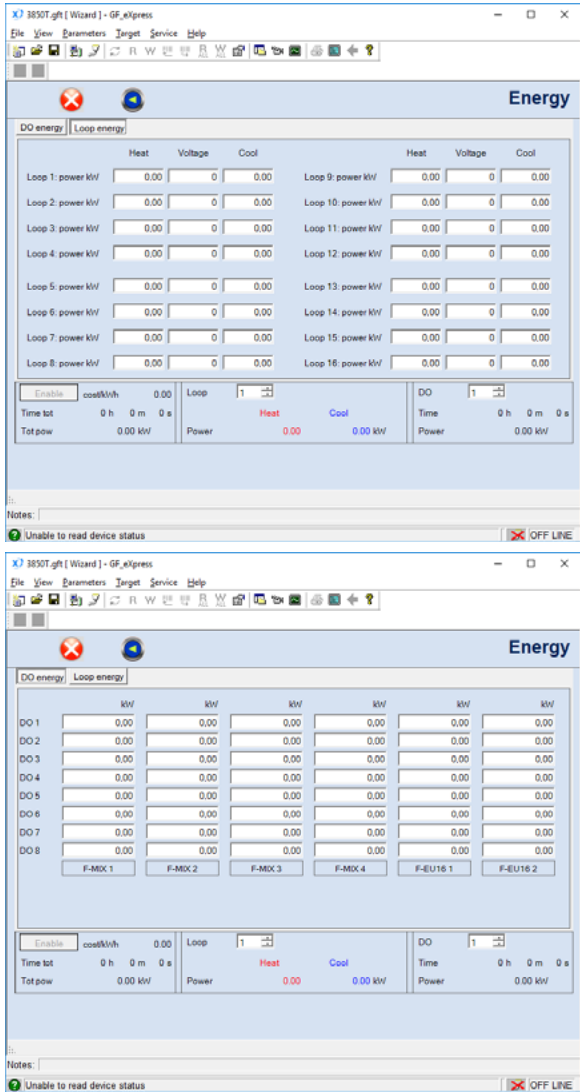 3850T.gft [ Wizard ] - GF_eXpress
File View Parameters Target Service Help
R W R W
Energy
DO energy Loop energy
Heat Voltage Cool Heat Voltage Cool
Loop 1: power kW 0,00 0 0,00 Loop 9: power kW 0,00 0 0,00
Loop 2: power kW 0,00 0 0,00 Loop 10: power kW 0,00 0 0,00
Loop 3: power kW 0,00 0 0,00 Loop 11: power kW 0,00 0 0,00
Loop 4: power kW 0,00 0 0,00 Loop 12: power kW 0,00 0 0,00
Loop 5: power kW 0,00 0 0,00 Loop 13: power kW 0,00 0 0,00
Loop 6: power kW 0,00 0 0,00 Loop 14: power kW 0,00 0 0,00
Loop 7: power kW 0,00 0 0,00 Loop 15: power kW 0,00 0 0,00
Loop 8: power kW 0,00 0 0,00 Loop 16: power kW 0,00 0 0,00
Enable cost/kWh 0.00 Loop 1 DO 1
Time tot 0 h 0 m 0 s Heat Cool Time 0 h 0 m 0 s
Tot pow 0.00 kW Power 0.00 0.00 kW Power 0.00 kW
Notes:
Unable to read device status OFF LINE
3850T.gft [ Wizard ] - GF_eXpress
File View Parameters Target Service Help
R W R W
Energy
DO energy Loop energy
kW kW kW kW kW kW
DO 1 0,00 0,00 0,00 0,00 0,00 0,00
DO 2 0,00 0,00 0,00 0,00 0,00 0,00
DO 3 0,00 0,00 0,00 0,00 0,00 0,00
DO 4 0,00 0,00 0,00 0,00 0,00 0,00
DO 5 0,00 0,00 0,00 0,00 0,00 0,00
DO 6 0,00 0,00 0,00 0,00 0,00 0,00
DO 7 0,00 0,00 0,00 0,00 0,00 0,00
DO 8 0,00 0,00 0,00 0,00 0,00 0,00
F-MIX 1 F-MIX 2 F-MIX 3 F-MIX 4 F-EU16 1 F-EU16 2
Enable cost/kWh 0.00 Loop 1 DO 1
Time tot 0 h 0 m 0 s Heat Cool Time 0 h 0 m 0 s
Tot pow 0.00 kW Power 0.00 0.00 kW Power 0.00 kW
Notes:
Unable to read device status OFF LINE